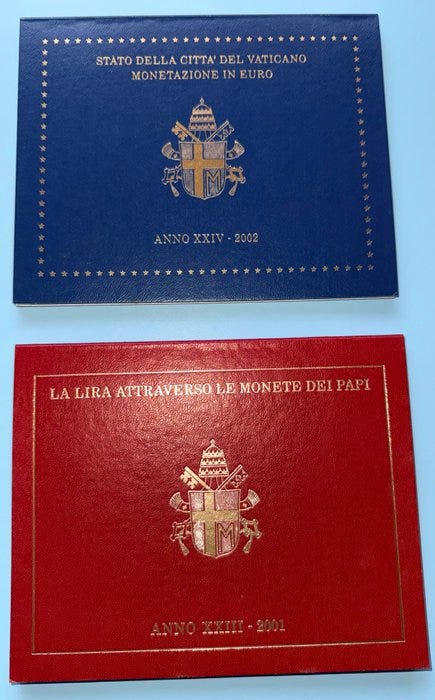 STATO DELLA CITTA' DEL VATICANO
MONETAZIONE IN EURO
M
ANNO XXIV - 2002
LA LIRA ATTRAVERSO LE MONETE DEI PAPI
M
ANNO XXIII - 2001